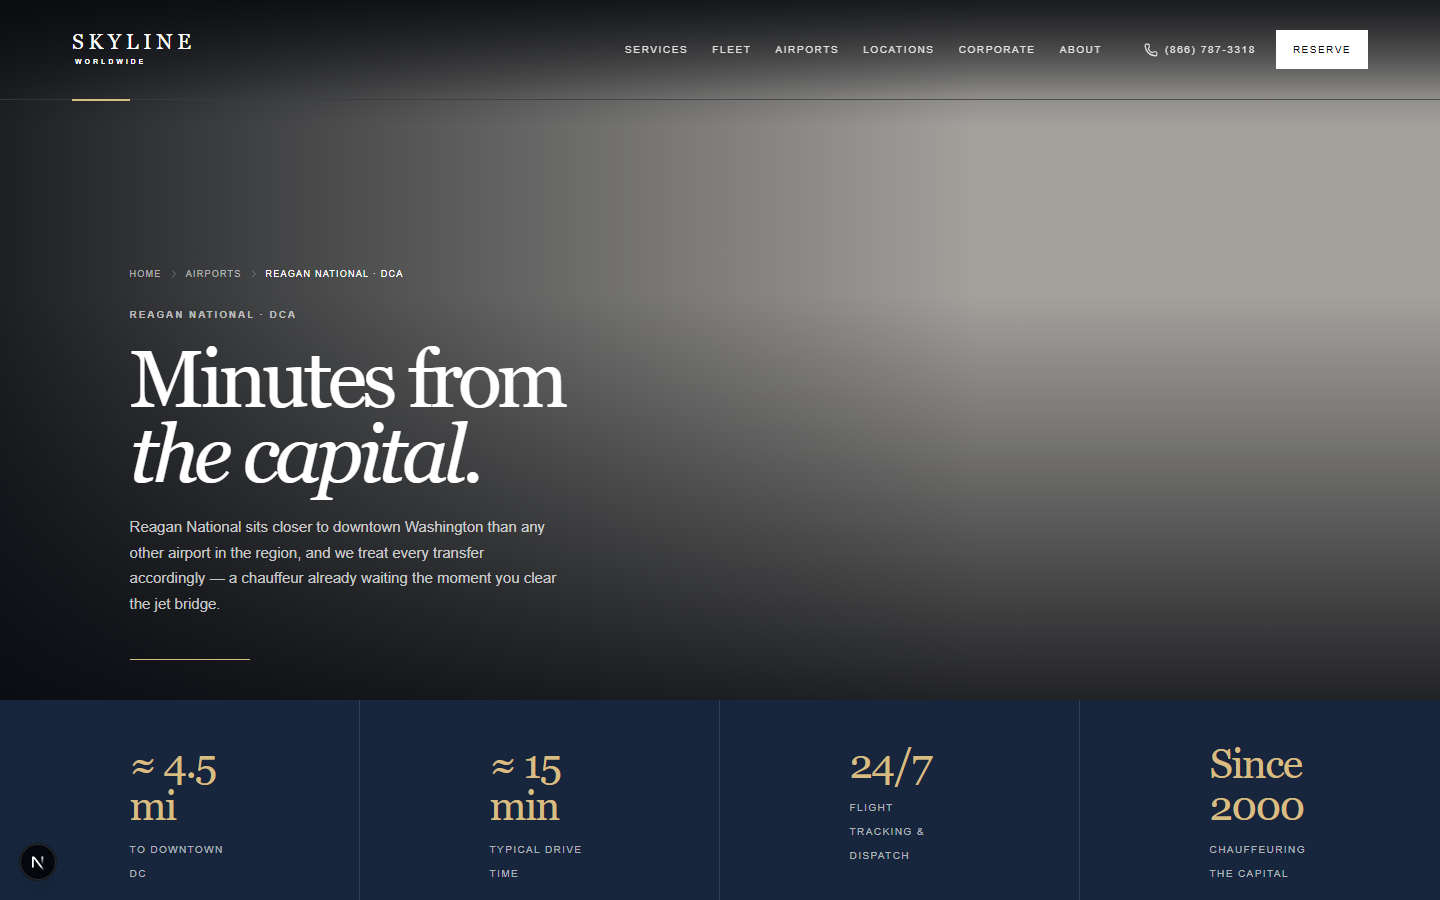 SKYLINE
WORLDWIDE
SERVICES FLEET AIRPORTS LOCATIONS CORPORATE ABOUT (866) 787-3318 RESERVE
HOME > AIRPORTS > REAGAN NATIONAL · DCA
REAGAN NATIONAL · DCA
Minutes from
the capital.
Reagan National sits closer to downtown Washington than any
other airport in the region, and we treat every transfer
accordingly — a chauffeur already waiting the moment you clear
the jet bridge.
≈ 4.5
mi
TO DOWNTOWN
DC
≈ 15
min
TYPICAL DRIVE
TIME
24/7
FLIGHT
TRACKING &
DISPATCH
Since
2000
CHAUFFEURING
THE CAPITAL
N